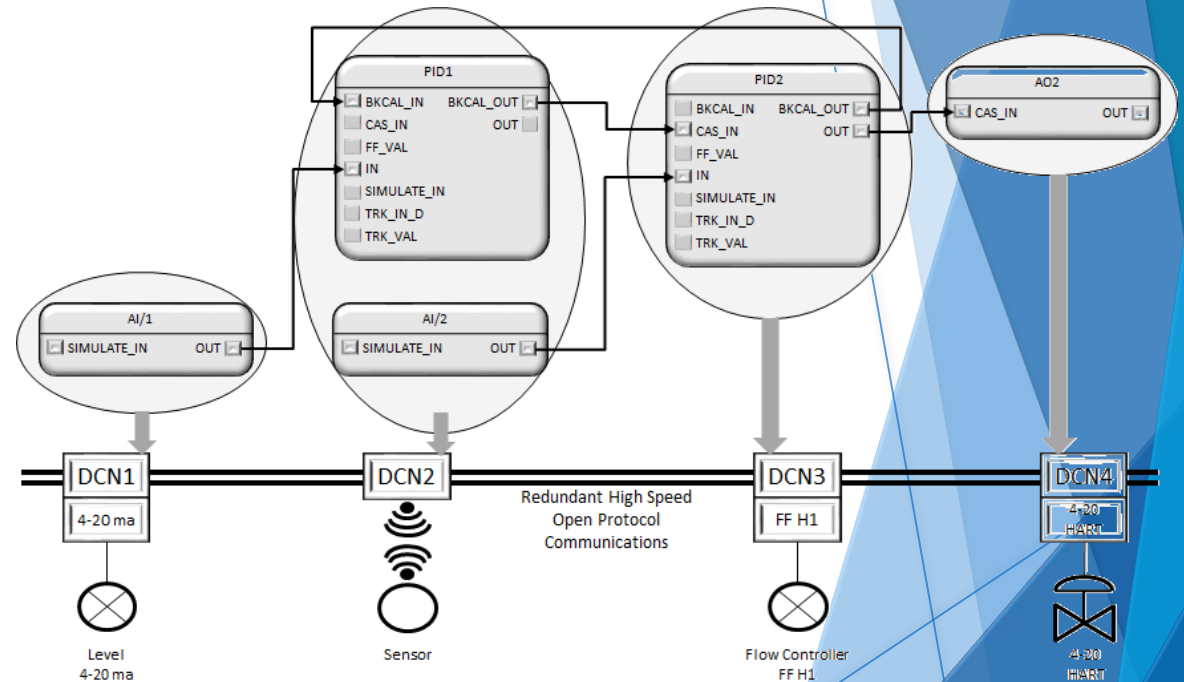 PID1
BKCAL_IN BKCAL_OUT
CAS_IN OUT
FF_VAL
IN
SIMULATE_IN
TRK_IN_D
TRK_VAL
PID2
BKCAL_IN BKCAL_OUT
CAS_IN OUT
FF_VAL
IN
SIMULATE_IN
TRK_IN_D
TRK_VAL
AO2
CAS_IN OUT
AI/1
SIMULATE_IN OUT
AI/2
SIMULATE_IN OUT
DCN1
4-20 ma
Level
4-20 ma
DCN2
Sensor
Redundant High Speed
Open Protocol
Communications
DCN3
FF H1
Flow Controller
FF H1
DCN4
4-20
HART
4-20
HART